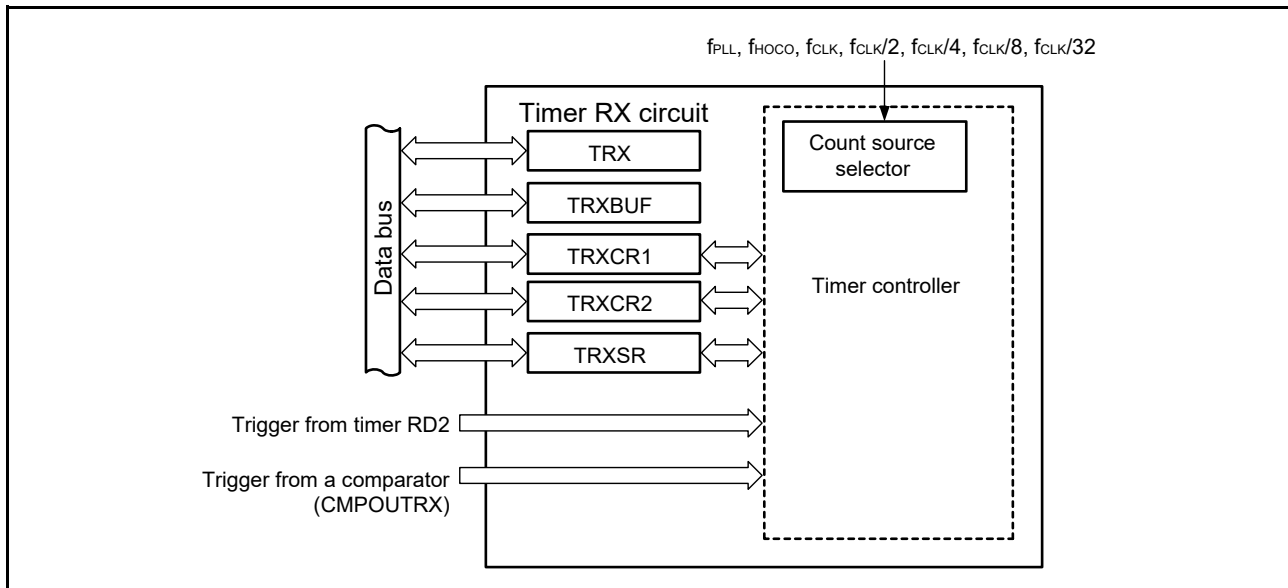 fPLL, fHOCO, fCLK, fCLK/2, fCLK/4, fCLK/8, fCLK/32
Timer RX circuit
Count source
selector
TRX
TRXBUF
TRXCR1
TRXCR2
TRXSR
Data bus
Timer controller
Trigger from timer RD2
Trigger from a comparator
(CMPOUTRX)